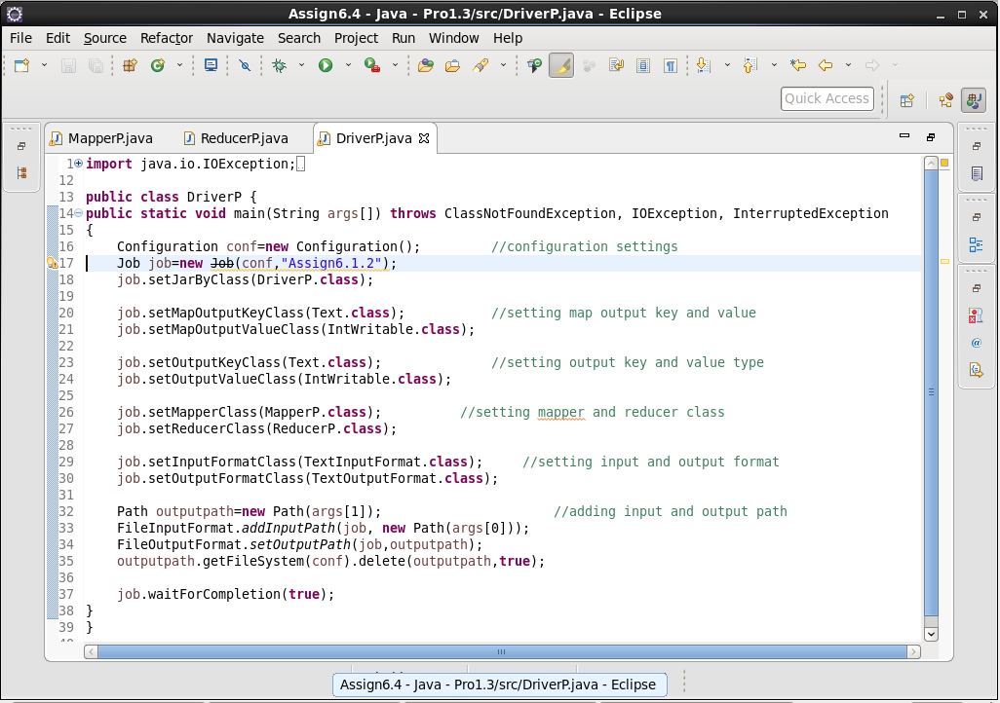 Assign6.4 - Java - Pro1.3/src/DriverP.java - Eclipse
File Edit Source Refactor Navigate Search Project Run Window Help
Quick Access
MapperP.java ReducerP.java DriverP.java
1 import java.io.IOException;
12
13 public class DriverP {
14 public static void main(String args[]) throws ClassNotFoundException, IOException, InterruptedException
15 {
16 Configuration conf=new Configuration(); //configuration settings
17 Job job=new Job(conf,"Assign6.1.2");
18 job.setJarByClass(DriverP.class);
19
20 job.setMapOutputKeyClass(Text.class); //setting map output key and value
21 job.setMapOutputValueClass(IntWritable.class);
22
23 job.setOutputKeyClass(Text.class); //setting output key and value type
24 job.setOutputValueClass(IntWritable.class);
25
26 job.setMapperClass(MapperP.class); //setting mapper and reducer class
27 job.setReducerClass(ReducerP.class);
28
29 job.setInputFormatClass(TextInputFormat.class); //setting input and output format
30 job.setOutputFormatClass(TextOutputFormat.class);
31
32 Path outputpath=new Path(args[1]); //adding input and output path
33 FileInputFormat.addInputPath(job, new Path(args[0]));
34 FileOutputFormat.setOutputPath(job,outputpath);
35 outputpath.getFileSystem(conf).delete(outputpath,true);
36
37 job.waitForCompletion(true);
38 }
39 }
Assign6.4 - Java - Pro1.3/src/DriverP.java - Eclipse